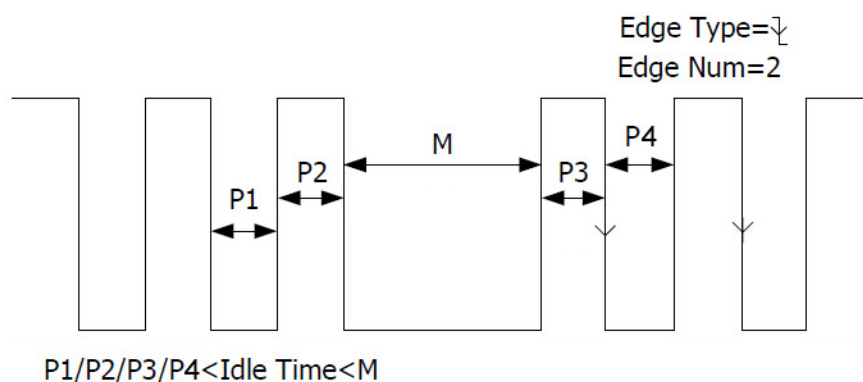 Edge Type=
Edge Num=2
P4
M
P2
P3
P1
P1/P2/P3/P4<Idle Time<M